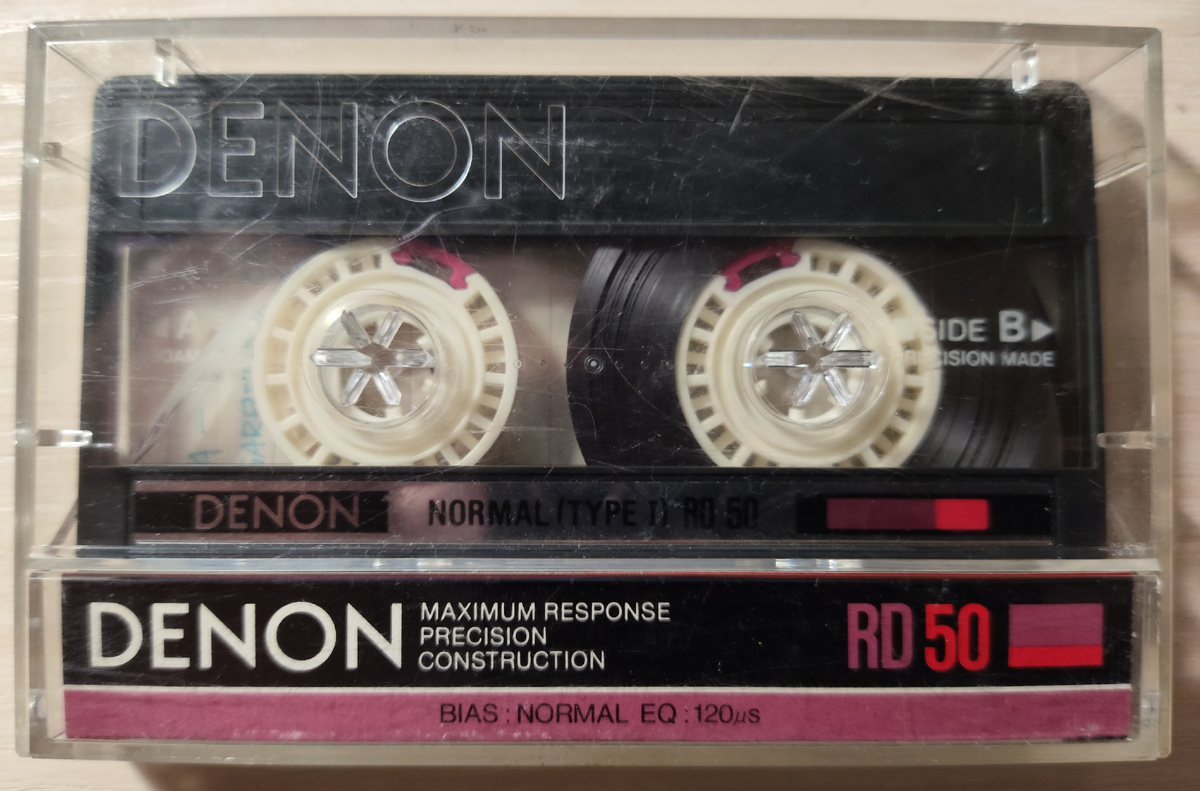 DENON
A
SIDE B
PRECISION MADE
DENON NORMAL (TYPE I) RD 50
DENON
MAXIMUM RESPONSE
PRECISION
CONSTRUCTION
RD 50
BIAS : NORMAL EQ : 120µs